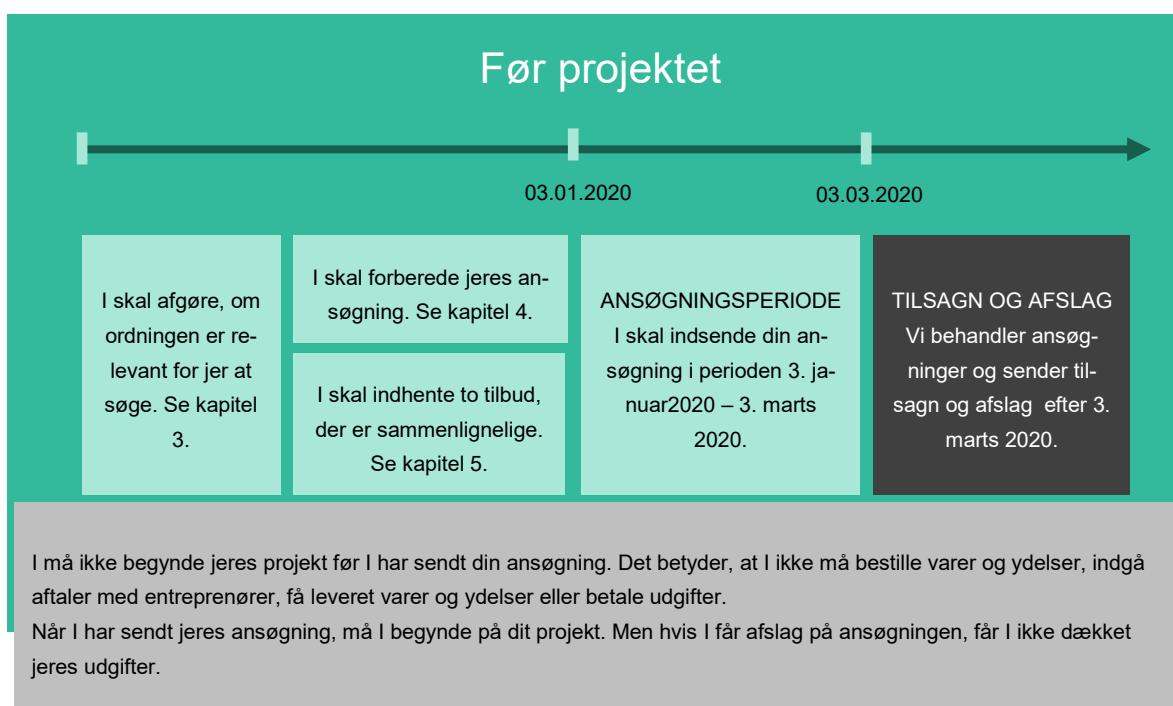 Før projektet
03.01.2020
03.03.2020
I skal afgøre, om
ordningen er re-
levant for jer at
søge. Se kapitel
3.
I skal forberede jeres an-
søgning. Se kapitel 4.
I skal indhente to tilbud,
der er sammenlignelige.
Se kapitel 5.
ANSØGNINGSPERIODE
I skal indsende din an-
søgning i perioden 3. ja-
nuar2020 – 3. marts
2020.
TILSAGN OG AFSLAG
Vi behandler ansøg-
ninger og sender til-
sagn og afslag  efter 3.
marts 2020.
I må ikke begynde jeres projekt før I har sendt din ansøgning. Det betyder, at I ikke må bestille varer og ydelser, indgå
aftaler med entreprenører, få leveret varer og ydelser eller betale udgifter.
Når I har sendt jeres ansøgning, må I begynde på dit projekt. Men hvis I får afslag på ansøgningen, får I ikke dækket
jeres udgifter.